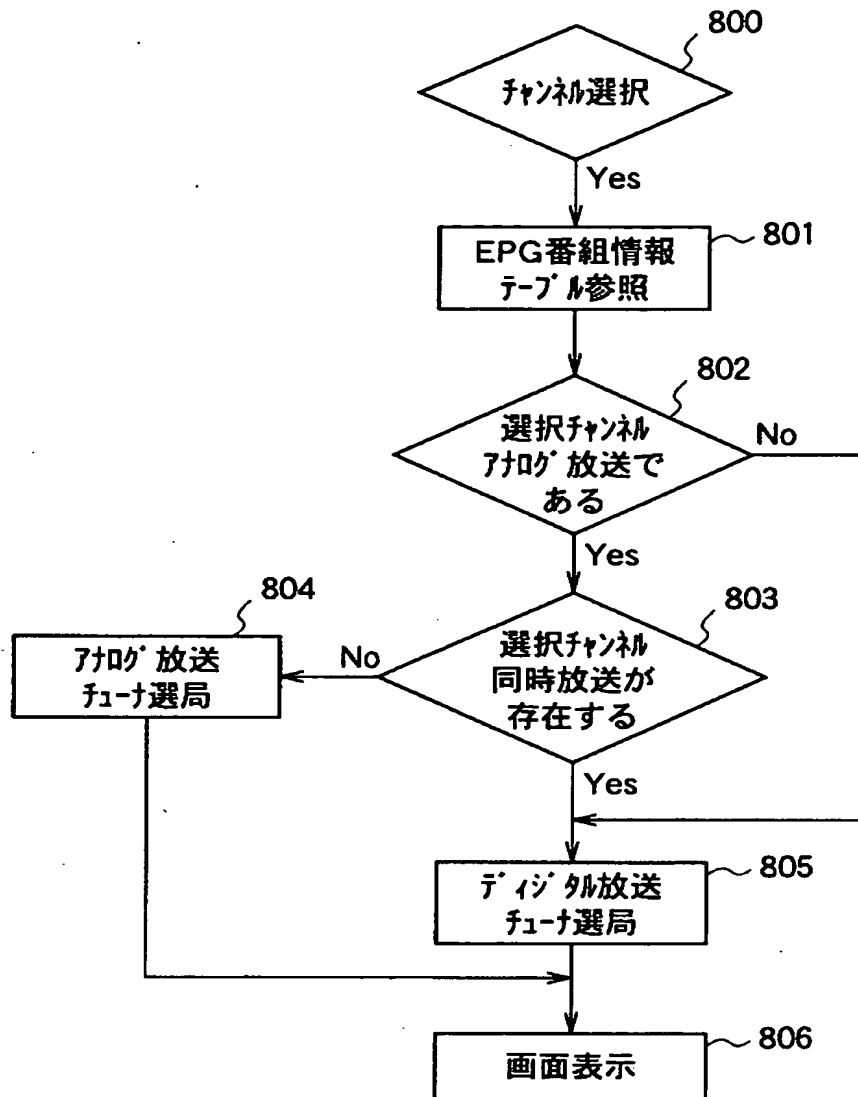 800
チャンネル選択
Yes
EPG番組情報
テーブル参照
801
802
選択チャンネル
アナログ放送で
ある
No
Yes
804
803
アナログ放送
チューナ選局
No
選択チャンネル
同時放送が
存在する
Yes
ディジタル放送
チューナ選局
805
画面表示
806